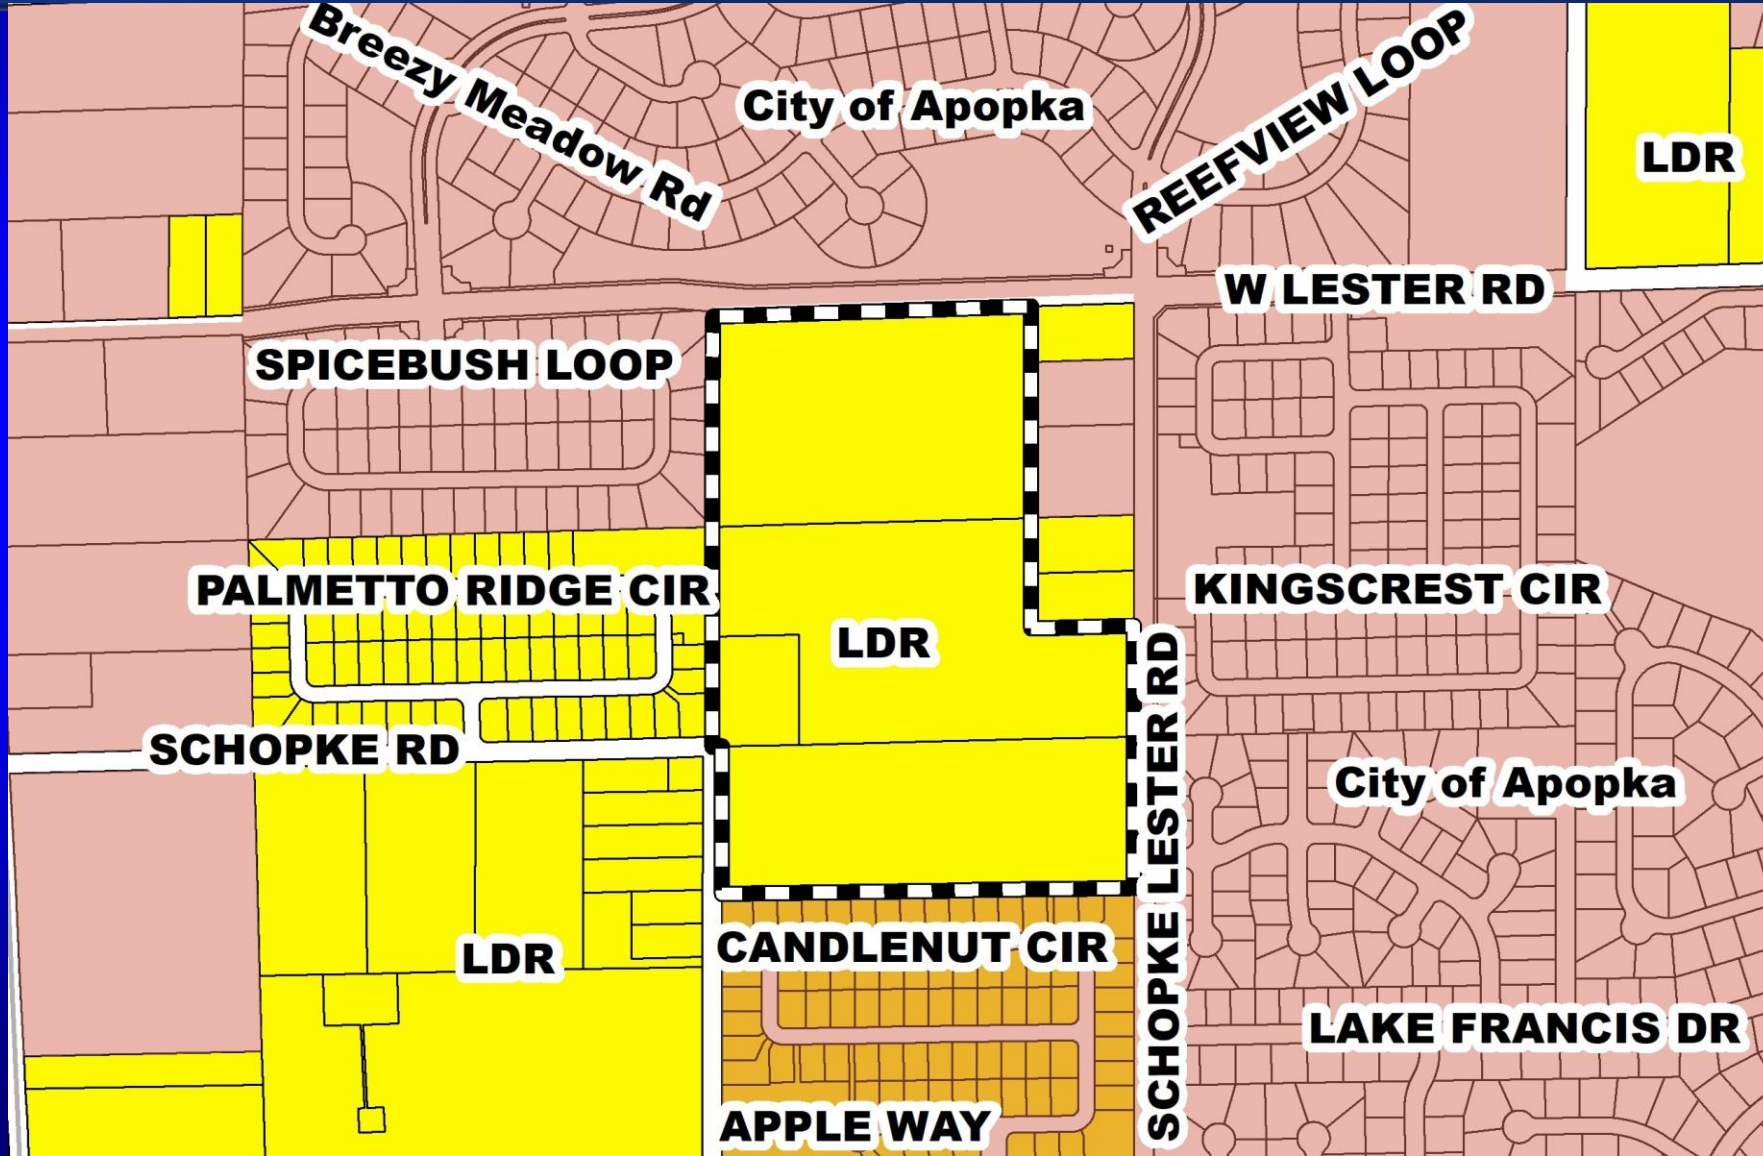 Breezy Meadow Rd
City of Apopka
REEFVIEW LOOP
LDR
W LESTER RD
SPICEBUSH LOOP
PALMETTO RIDGE CIR
KINGSCREST CIR
LDR
SCHOPKE RD
SCHOPKE LESTER RD
City of Apopka
LDR
CANDLENUT CIR
LAKE FRANCIS DR
APPLE WAY